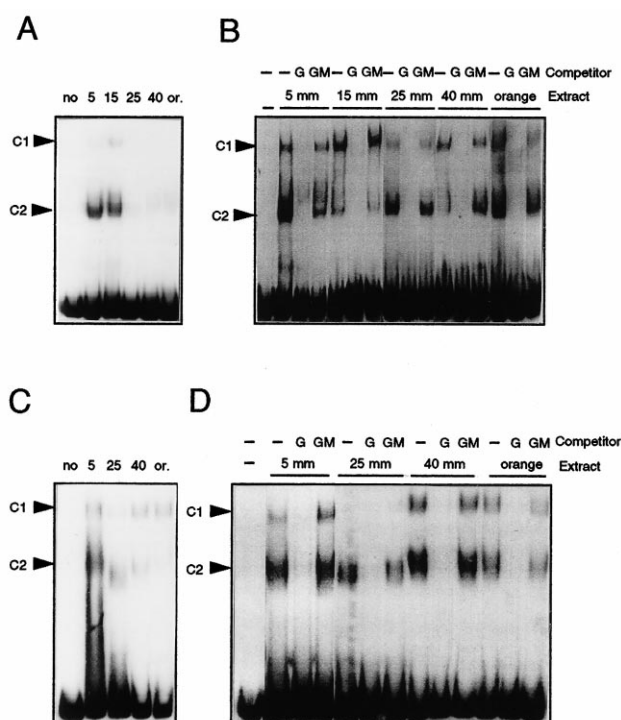 A
B
no 5 15 25 40 or.
C1
C2
– – G GM – G GM – G GM – G GM – G GM Competitor
– 5 mm 15 mm 25 mm 40 mm orange Extract
C1
C2
C
D
no 5 25 40 or.
C1
C2
– – G GM – G GM – G GM – G GM Competitor
– 5 mm 25 mm 40 mm orange Extract
C1
C2